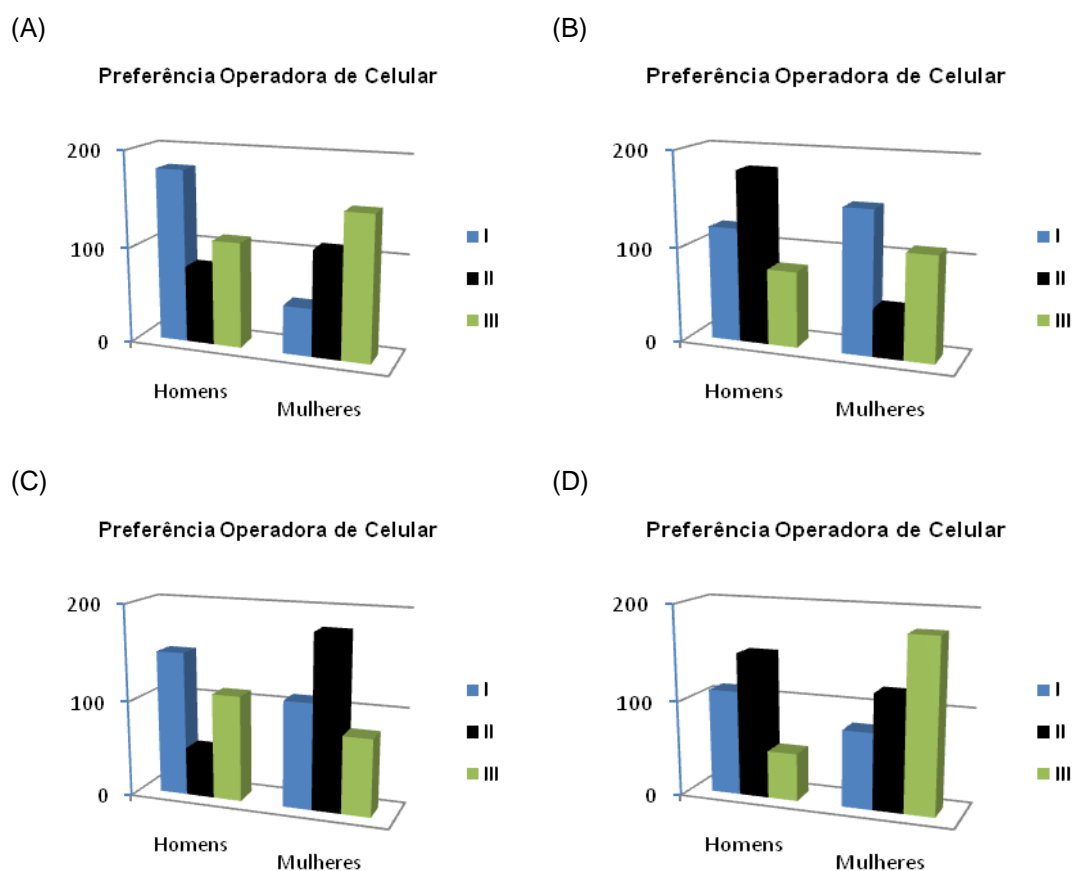 (A)
Preferência Operadora de Celular
200
100
0
Homens
Mulheres
I
II
III
(B)
Preferência Operadora de Celular
200
100
0
Homens
Mulheres
I
II
III
(C)
Preferência Operadora de Celular
200
100
0
Homens
Mulheres
I
II
III
(D)
Preferência Operadora de Celular
200
100
0
Homens
Mulheres
I
II
III